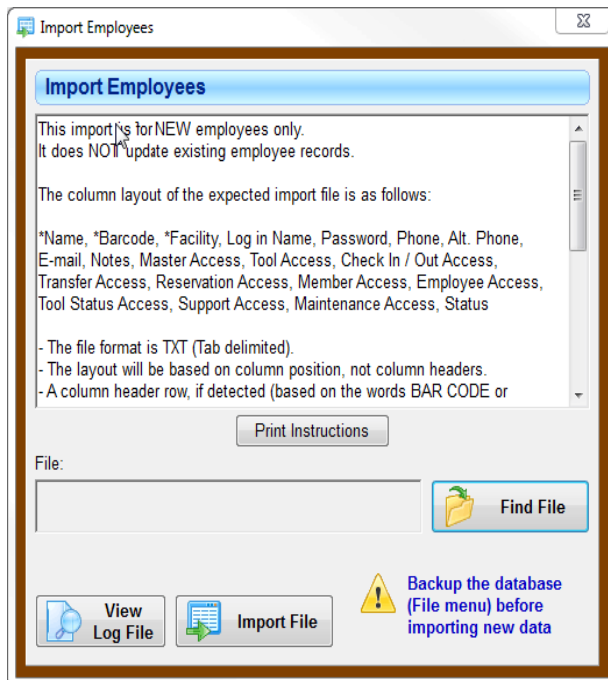 Import Employees
Import Employees
This import is for NEW employees only.
It does NOT update existing employee records.
The column layout of the expected import file is as follows:
*Name, *Barcode, *Facility, Log in Name, Password, Phone, Alt. Phone,
E-mail, Notes, Master Access, Tool Access, Check In / Out Access,
Transfer Access, Reservation Access, Member Access, Employee Access,
Tool Status Access, Support Access, Maintenance Access, Status
- The file format is TXT (Tab delimited).
- The layout will be based on column position, not column headers.
- A column header row, if detected (based on the words BAR CODE or
Print Instructions
File:
Find File
View
Log File
Import File
Backup the database
(File menu) before
importing new data